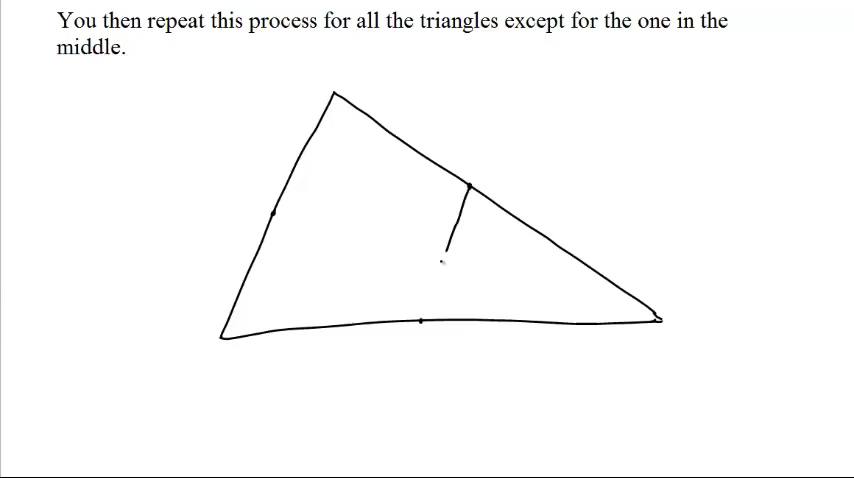 You then repeat this process for all the triangles except for the one in the
middle.